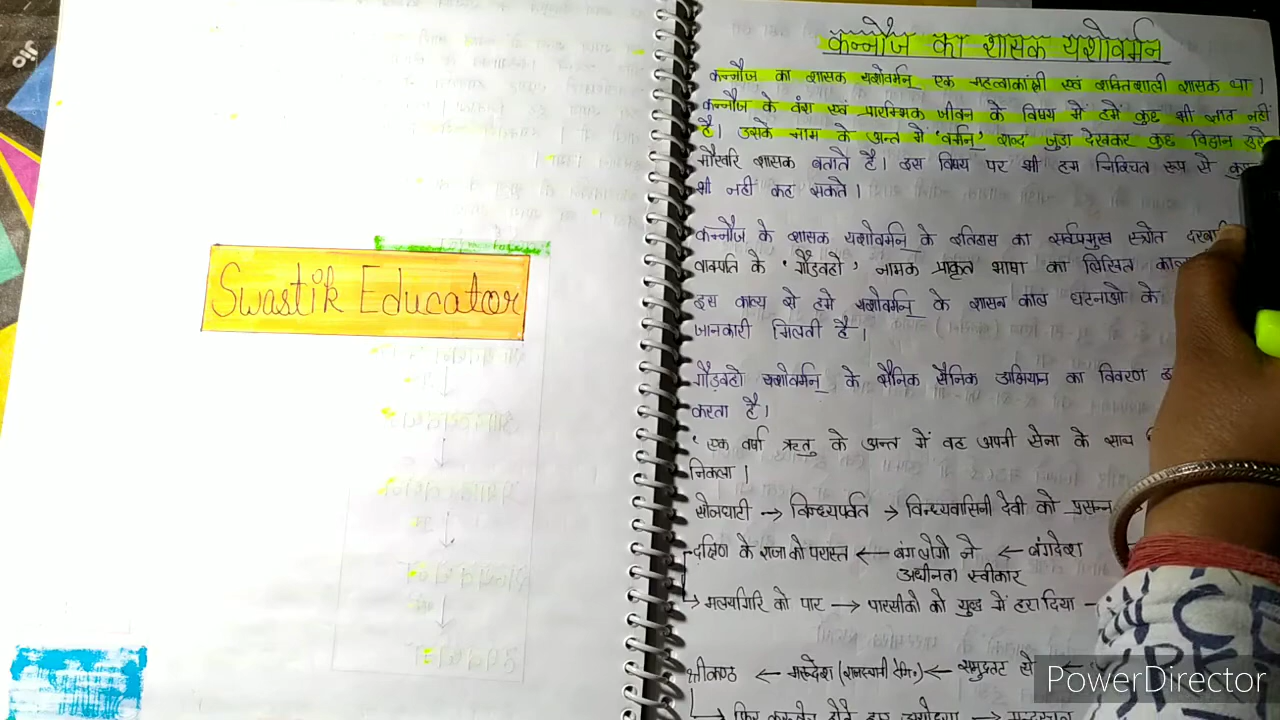 Jio
Swastik Educator
कन्नौज का शासक यशोवर्मन्
कन्नौज का शासक यशोवर्मन् एक महत्वाकांक्षी एवं शक्तिशाली शासक था।
कन्नौज के वंश एवं प्रारम्भिक जीवन के विषय में हमें कुछ भी ज्ञात नहीं
है। उसके नाम के अन्त में 'वर्मन्' शब्द जुड़ा देखकर कुछ विद्वान उसे
मौखरि शासक बताते है। इस विषय पर भी हम निश्चित रूप से कुछ
भी नहीं कह सकते।
कन्नौज के शासक यशोवर्मन् के इतिहास का सर्वप्रमुख स्त्रोत
वाक्पति के 'गौडवहो' नामक प्राकृत भाषा का लिखित
इस काव्य से हमे यशोवर्मन् के शासन काल घटनाओ के
जानकारी मिलती है।
गौड़वहो यशोवर्मन् के सैनिक सैनिक अभियान का विवरण
करता है।
'एक वर्षा ऋतु के अन्त में वह अपनी सेना के साथ
निकला।
सोनघाटी → विन्ध्यपर्वत → विन्ध्यवासिनी देवी को प्रसन्न
दक्षिण के राजा को परास्त ← बंग लोगो ने ← बंगदेश
अधीनता स्वीकार
→ मलयगिरि को पार → पारसीको को युद्ध में हरा दिया –
श्रीकण्ठ ← मरूदेश ← समुद्रतट से
PowerDirector